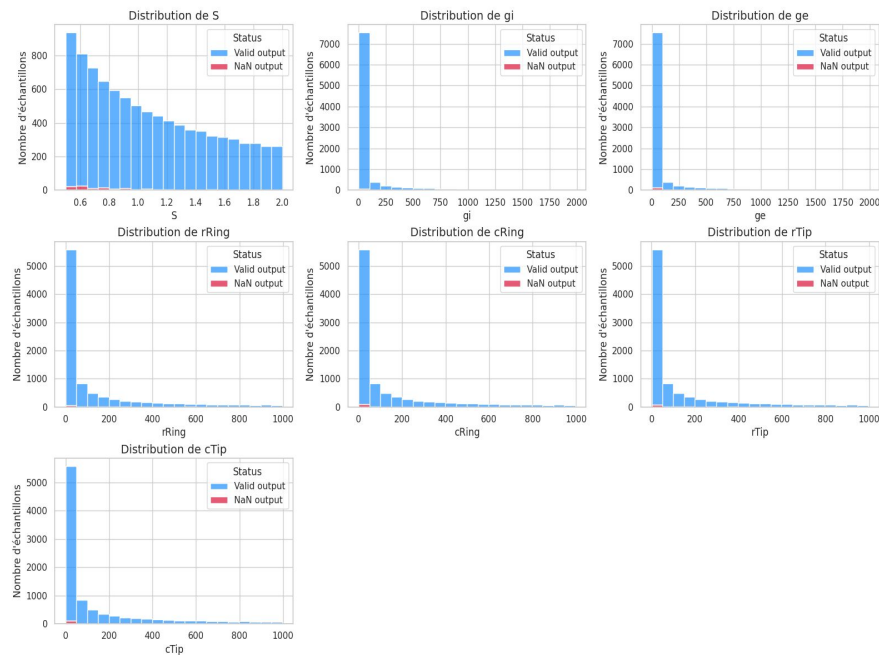 Distribution de S
Status
Valid output
NaN output
Nombre d'échantillons
800
600
400
200
0
0.6 0.8 1.0 1.2 1.4 1.6 1.8 2.0
S
Distribution de gi
Status
Valid output
NaN output
Nombre d'échantillons
7000
6000
5000
4000
3000
2000
1000
0
0 250 500 750 1000 1250 1500 1750 2000
gi
Distribution de ge
Status
Valid output
NaN output
Nombre d'échantillons
7000
6000
5000
4000
3000
2000
1000
0
0 250 500 750 1000 1250 1500 1750 2000
ge
Distribution de rRing
Status
Valid output
NaN output
Nombre d'échantillons
5000
4000
3000
2000
1000
0
0 200 400 600 800 1000
rRing
Distribution de cRing
Status
Valid output
NaN output
Nombre d'échantillons
5000
4000
3000
2000
1000
0
0 200 400 600 800 1000
cRing
Distribution de rTip
Status
Valid output
NaN output
Nombre d'échantillons
5000
4000
3000
2000
1000
0
0 200 400 600 800 1000
rTip
Distribution de cTip
Status
Valid output
NaN output
Nombre d'échantillons
5000
4000
3000
2000
1000
0
0 200 400 600 800 1000
cTip